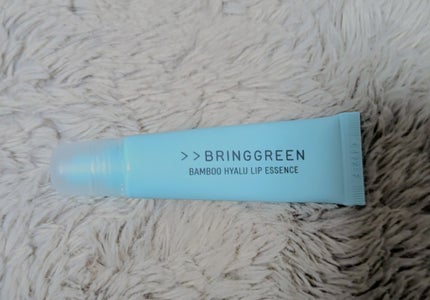 >>BRINGGREEN
BAMBOO HYALU LIP ESSENCE